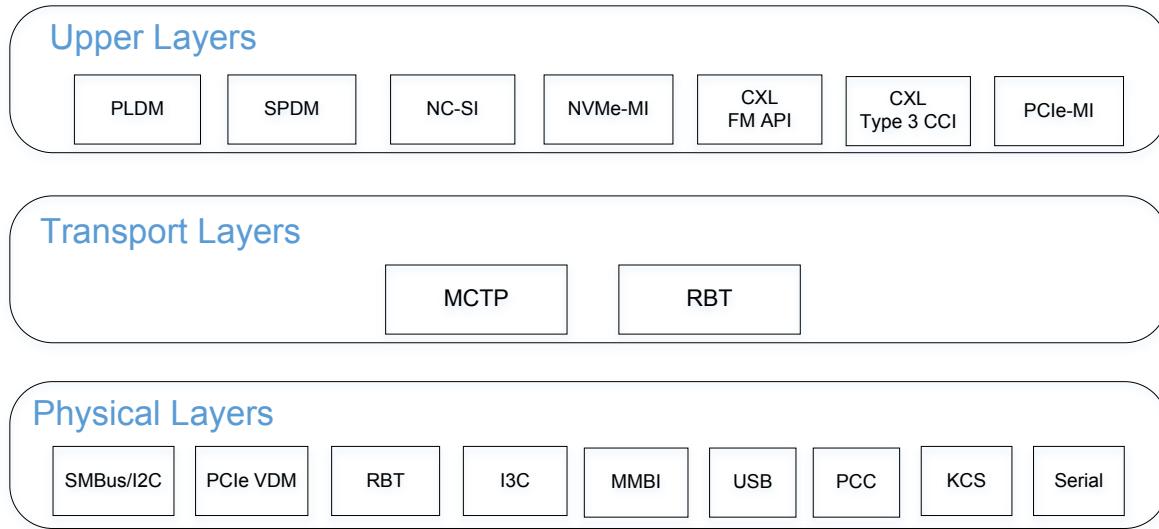 Upper Layers
PLDM
SPDM
NC-SI
NVMe-MI
CXL
FM API
CXL
Type 3 CCI
PCIe-MI
Transport Layers
MCTP
RBT
Physical Layers
SMBus/I2C
PCIe VDM
RBT
I3C
MMBI
USB
PCC
KCS
Serial